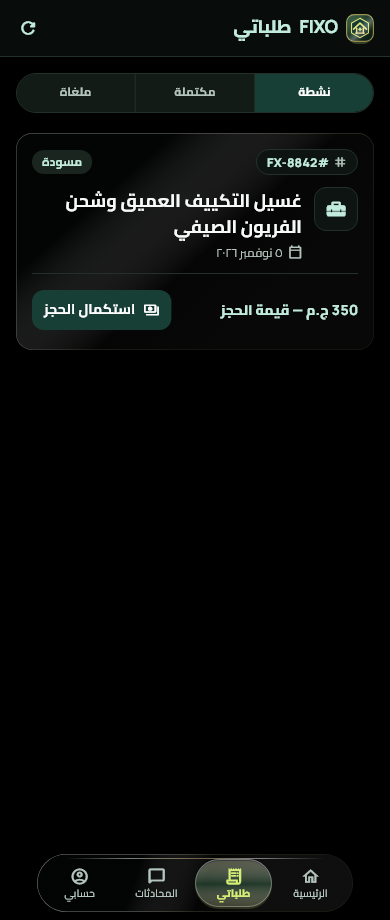 FIXO طلباتي
نشطة
مكتملة
ملغاة
# FX-8842#
مسودة
غسيل التكييف العميق وشحن
الفريون الصيفي
٥ نوفمبر ٢٠٢٦
350 ج.م – قيمة الحجز
استكمال الحجز
الرئيسية
طلباتي
المحادثات
حسابي